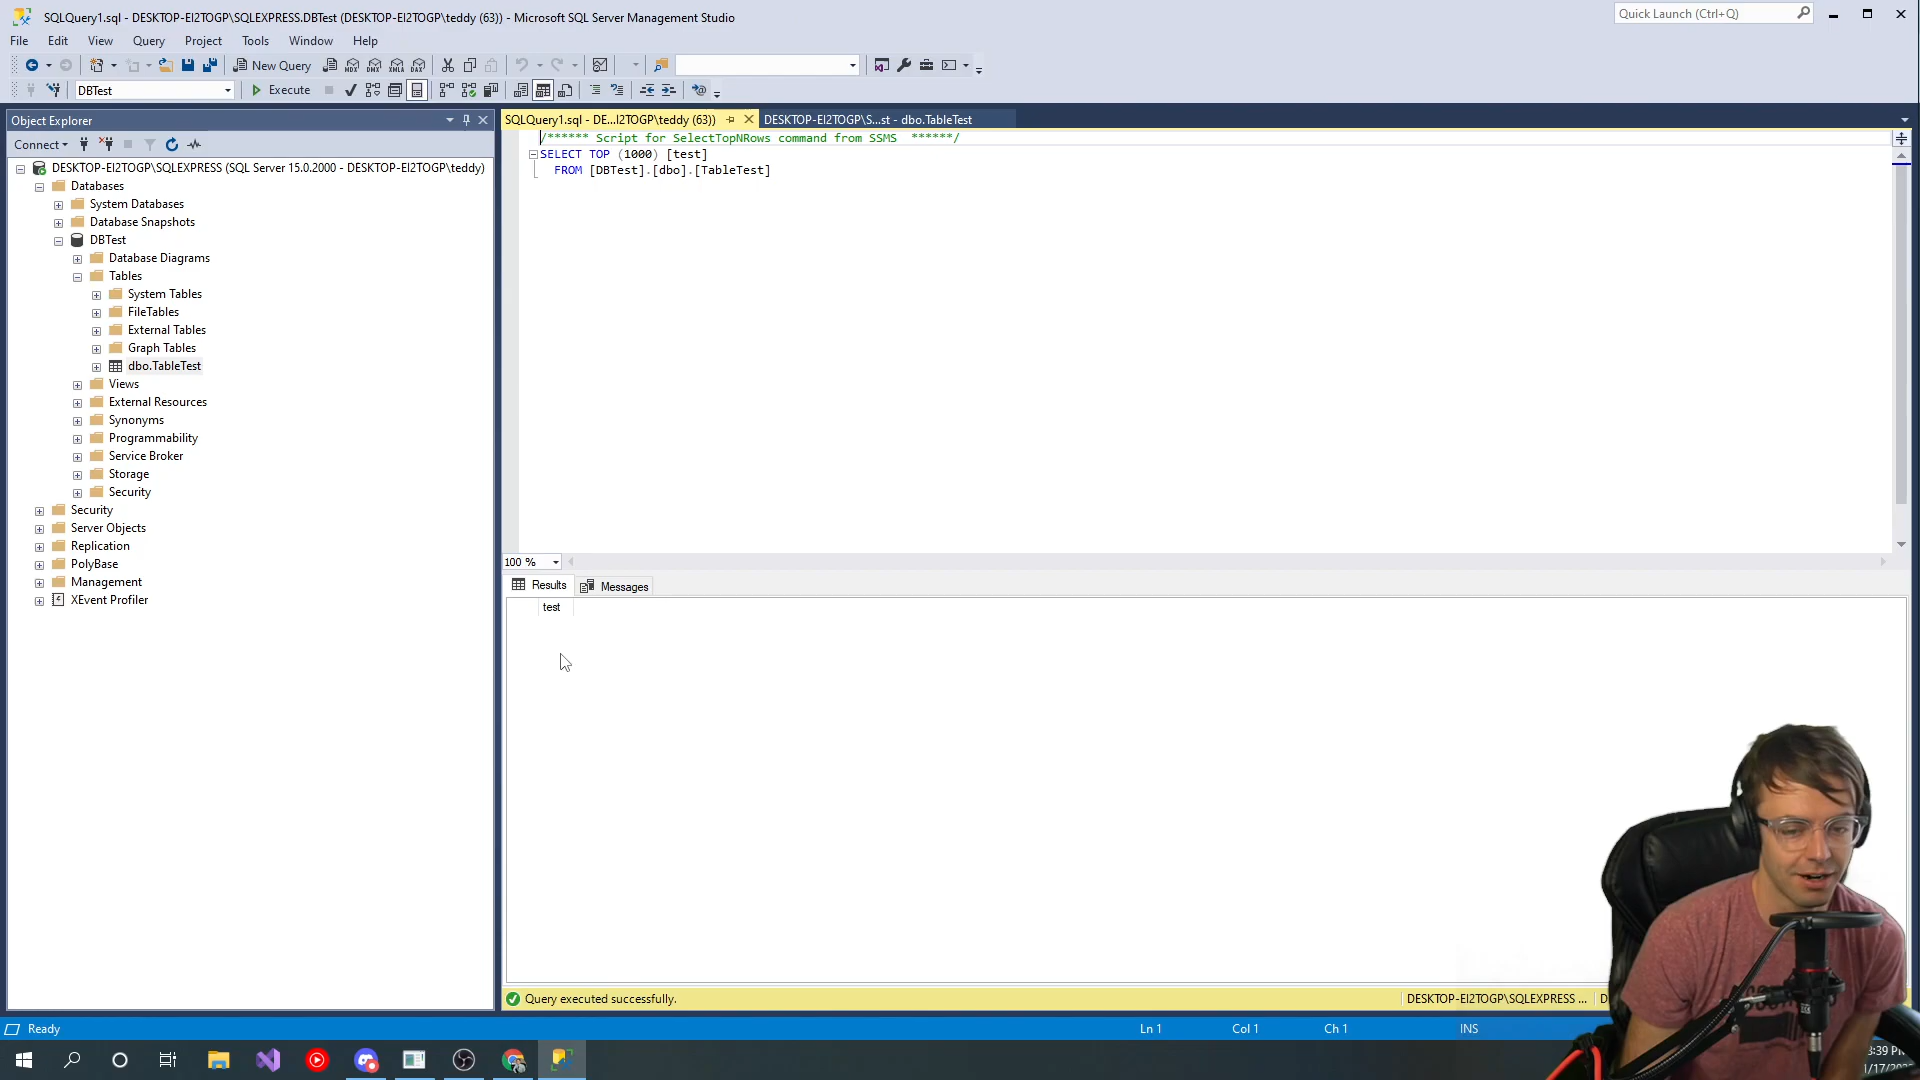 SQLQuery1.sql - DESKTOP-EI2TOGP\SQLEXPRESS.DBTest (DESKTOP-EI2TOGP\teddy (63)) - Microsoft SQL Server Management Studio
Quick Launch (Ctrl+Q)
File Edit View Query Project Tools Window Help
New Query
DBTest
Execute
Object Explorer
Connect
DESKTOP-EI2TOGP\SQLEXPRESS (SQL Server 15.0.2000 - DESKTOP-EI2TOGP\teddy)
Databases
System Databases
Database Snapshots
DBTest
Database Diagrams
Tables
System Tables
FileTables
External Tables
Graph Tables
dbo.TableTest
Views
External Resources
Synonyms
Programmability
Service Broker
Storage
Security
Security
Server Objects
Replication
PolyBase
Management
XEvent Profiler
SQLQuery1.sql - DE...I2TOGP\teddy (63))
DESKTOP-EI2TOGP\S...st - dbo.TableTest
/****** Script for SelectTopNRows command from SSMS ******/
SELECT TOP (1000) [test]
FROM [DBTest].[dbo].[TableTest]
100 %
Results
Messages
test
Query executed successfully.
DESKTOP-EI2TOGP\SQLEXPRESS ...
Ready
Ln 1
Col 1
Ch 1
INS